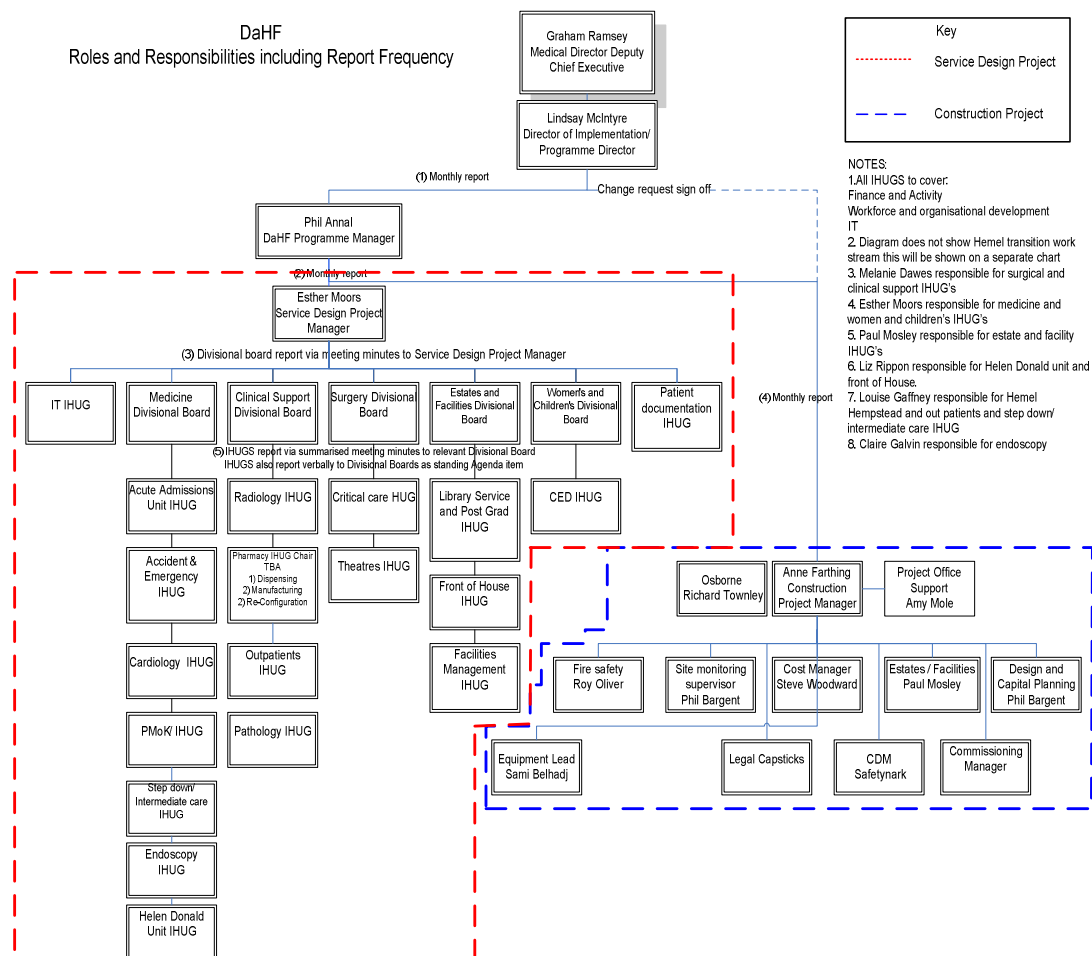 DaHF
Roles and Responsibilities including Report Frequency
Graham Ramsey
Medical Director Deputy
Chief Executive
Lindsay McIntyre
Director of Implementation/
Programme Director
Key
Service Design Project
Construction Project
(1) Monthly report
Change request sign off
Phil Annal
DaHF Programme Manager
(2) Monthly report
Esther Moors
Service Design Project
Manager
(3) Divisional board report via meeting minutes to Service Design Project Manager
NOTES:
1.All IHUGS to cover:
Finance and Activity
Workforce and organisational development
IT
2. Diagram does not show Hemel transition work
stream this will be shown on a separate chart
3. Melanie Dawes responsible for surgical and
clinical support IHUG's
4. Esther Moors responsible for medicine and
women and children's IHUG's
5. Paul Mosley responsible for estate and facility
IHUG's
6. Liz Rippon responsible for Helen Donald unit and
front of House.
7. Louise Gaffney responsible for Hemel
Hempstead and out patients and step down/
intermediate care IHUG
8. Claire Galvin responsible for endoscopy
IT IHUG
Medicine
Divisional Board
Clinical Support
Divisional Board
Surgery Divisional
Board
Estates and
Facilities Divisional
Board
Women's and
Children's Divisional
Board
Patient
documentation
IHUG
(4) Monthly report
(5) IHUGS report via summarised meeting minutes to relevant Divisional Board
IHUGS also report verbally to Divisional Boards as standing Agenda item
Acute Admissions
Unit IHUG
Radiology IHUG
Critical care HUG
Library Service
and Post Grad
IHUG
CED IHUG
Accident &
Emergency
IHUG
Pharmacy IHUG Chair
TBA
1) Dispensing
2) Manufacturing
2) Re-Configuration
Theatres IHUG
Front of House
IHUG
Cardiology IHUG
Outpatients
IHUG
Facilities
Management
IHUG
PMoK/ IHUG
Pathology IHUG
Step down/
Intermediate care
IHUG
Endoscopy
IHUG
Helen Donald
Unit IHUG
Osborne
Richard Townley
Anne Farthing
Construction
Project Manager
Project Office
Support
Amy Mole
Fire safety
Roy Oliver
Site monitoring
supervisor
Phil Bargent
Cost Manager
Steve Woodward
Estates / Facilities
Paul Mosley
Design and
Capital Planning
Phil Bargent
Equipment Lead
Sami Belhadj
Legal Capsticks
CDM
Safetynark
Commissioning
Manager